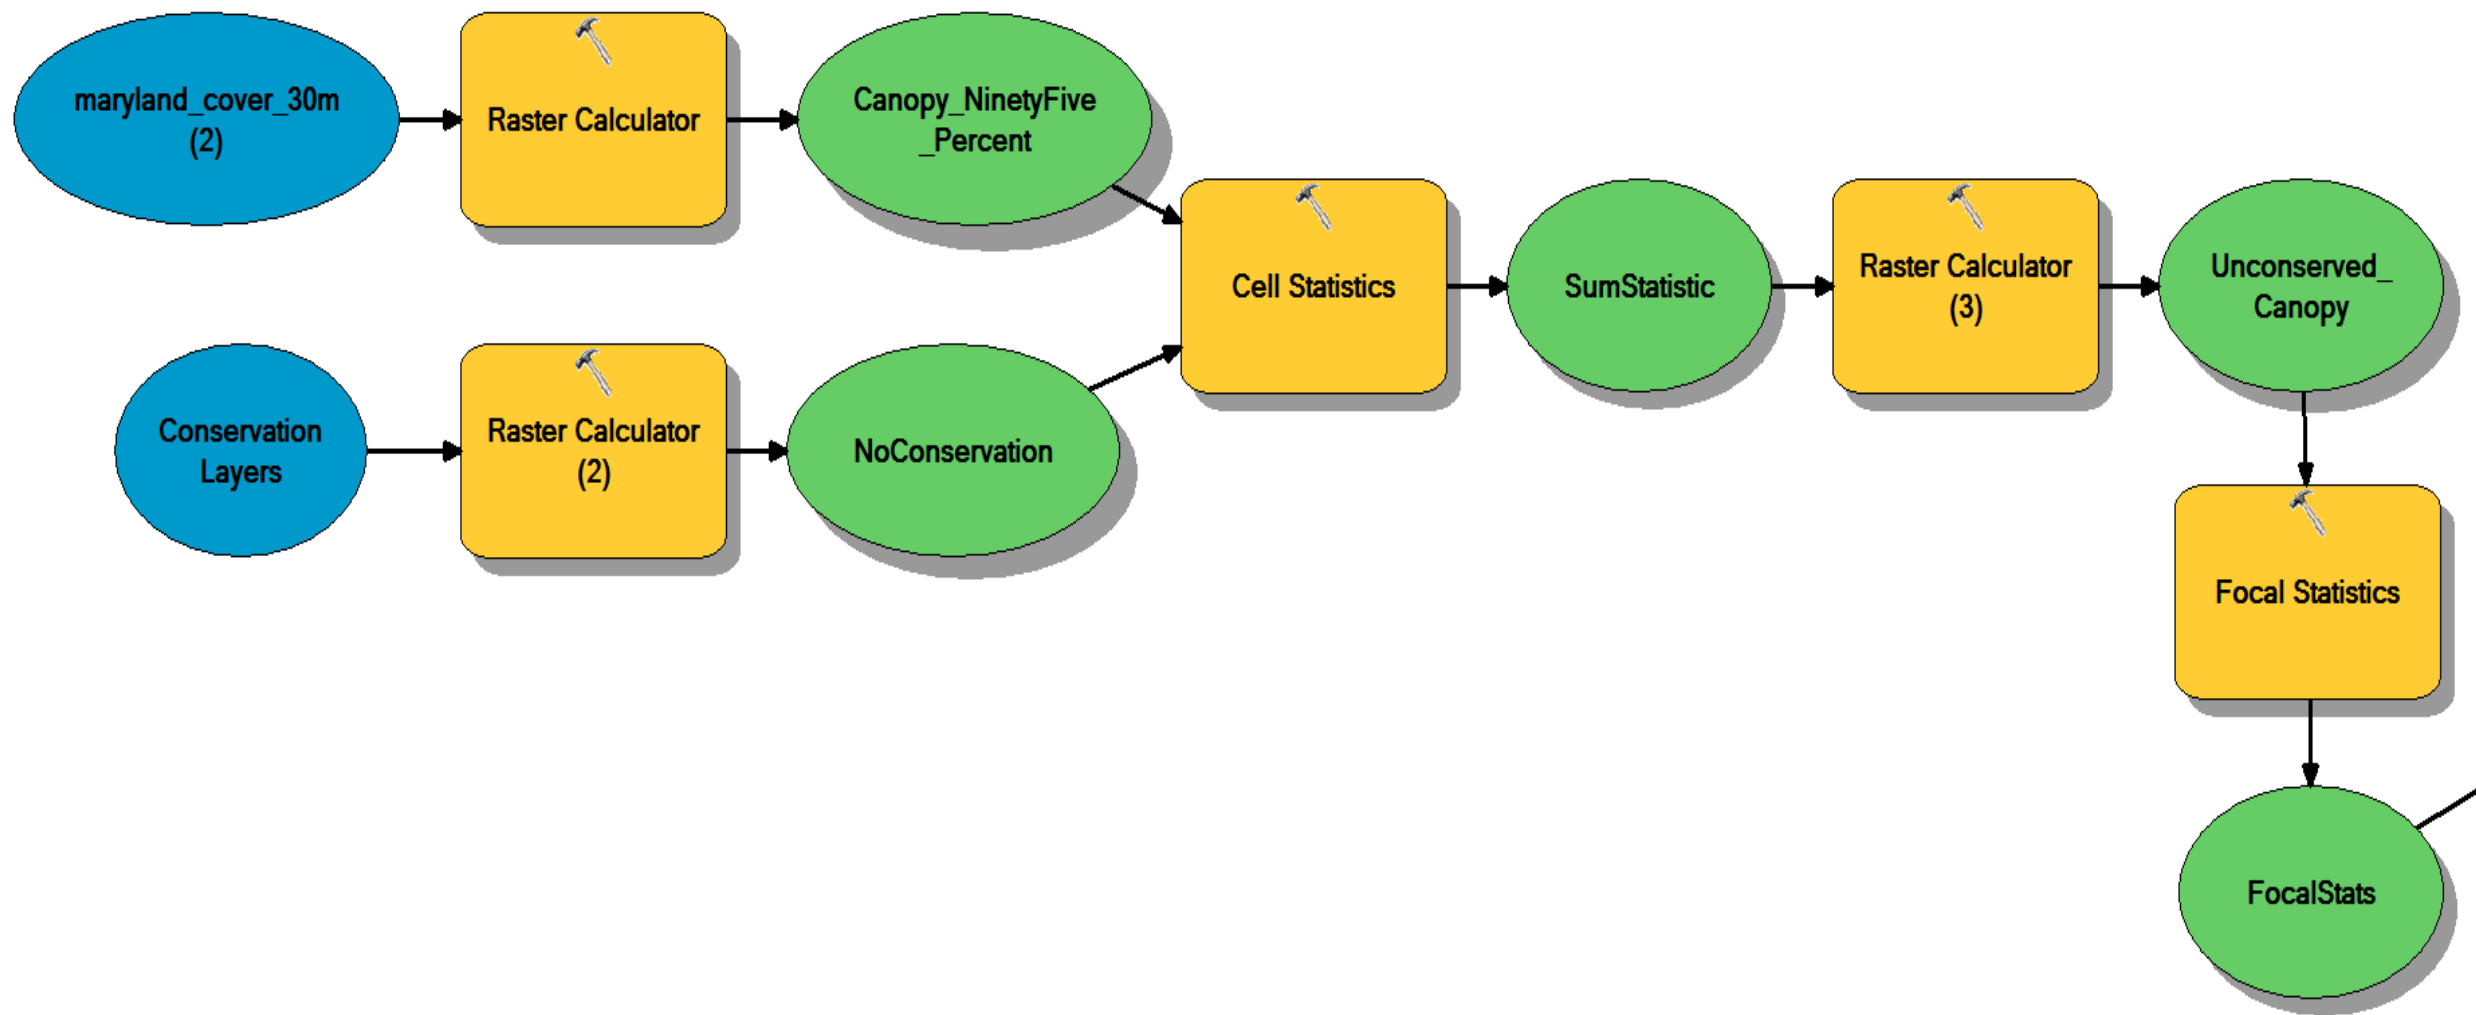 maryland_cover_30m
(2)
Raster Calculator
Canopy_NinetyFive
_Percent
Cell Statistics
SumStatistic
Raster Calculator
(3)
Unconserved_
Canopy
Conservation
Layers
Raster Calculator
(2)
NoConservation
Focal Statistics
FocalStats